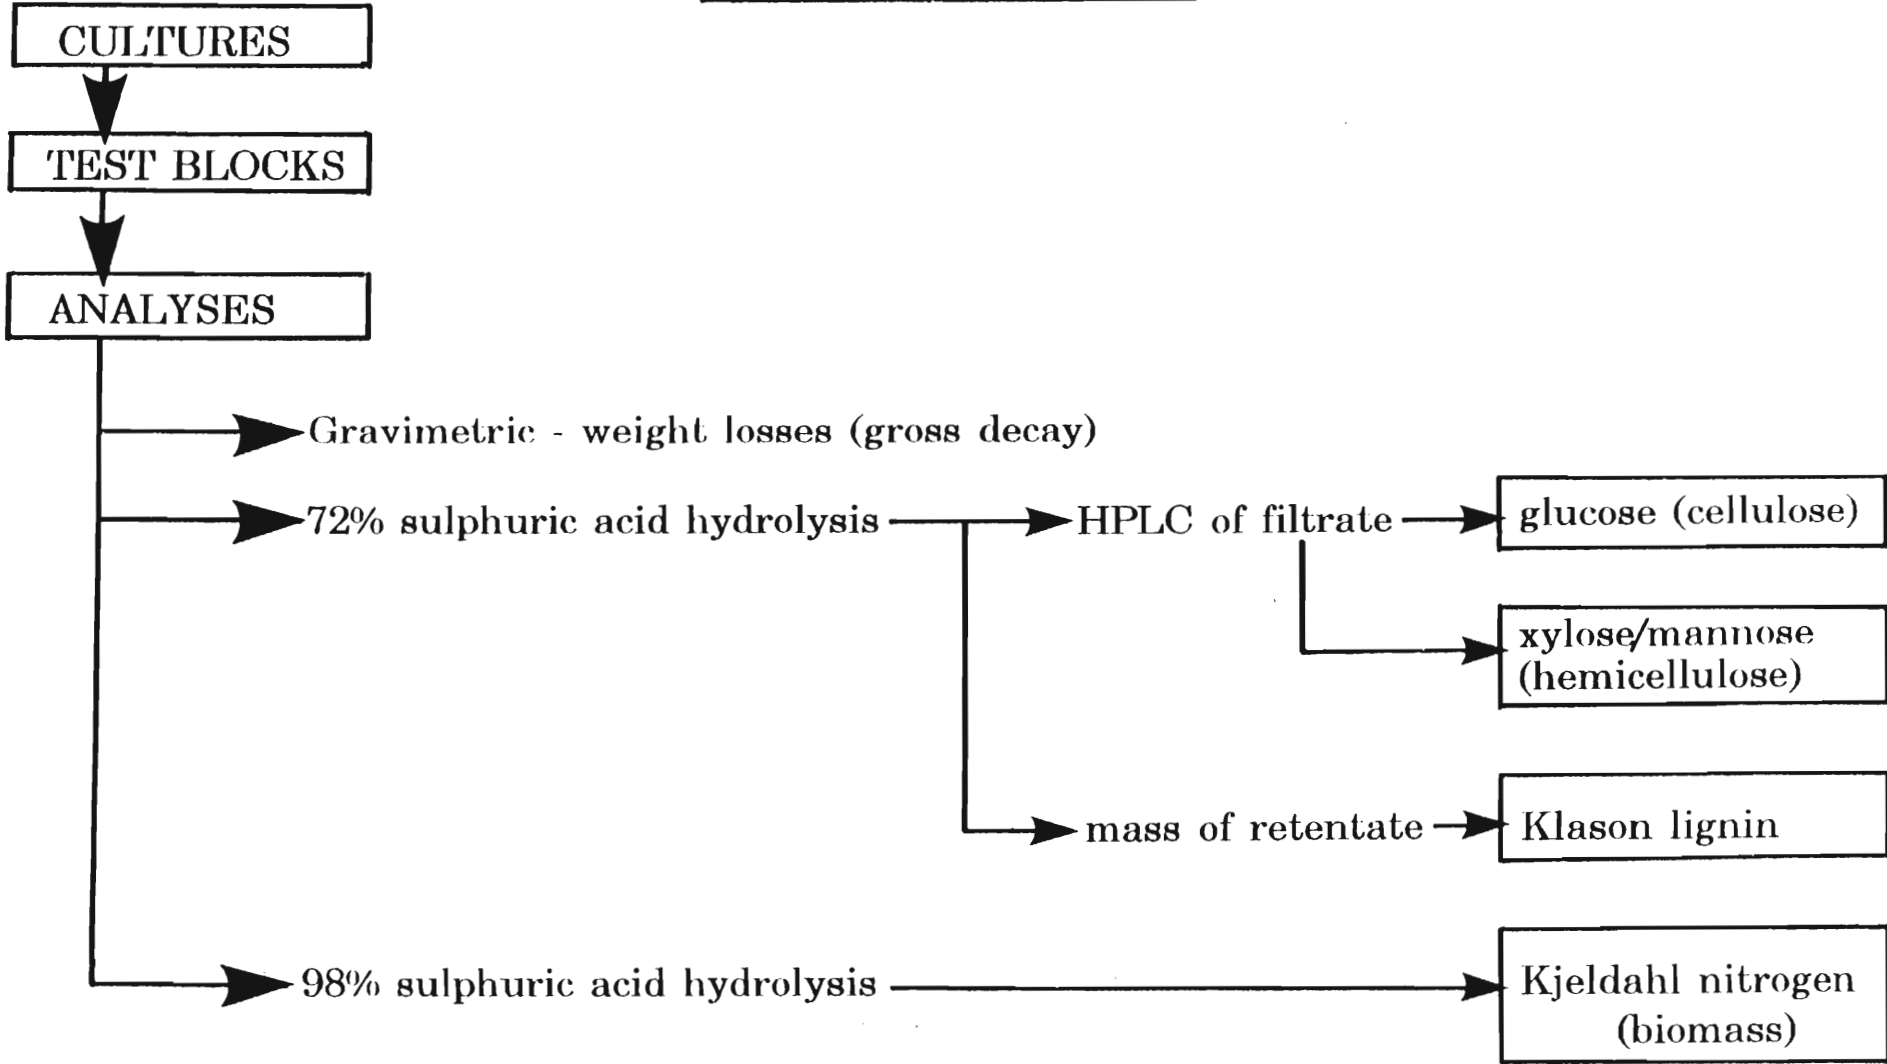 CULTURES
TEST BLOCKS
ANALYSES
Gravimetric - weight losses (gross decay)
72% sulphuric acid hydrolysis
HPLC of filtrate
glucose (cellulose)
xylose/mannose
(hemicellulose)
mass of retentate
Klason lignin
98% sulphuric acid hydrolysis
Kjeldahl nitrogen
(biomass)